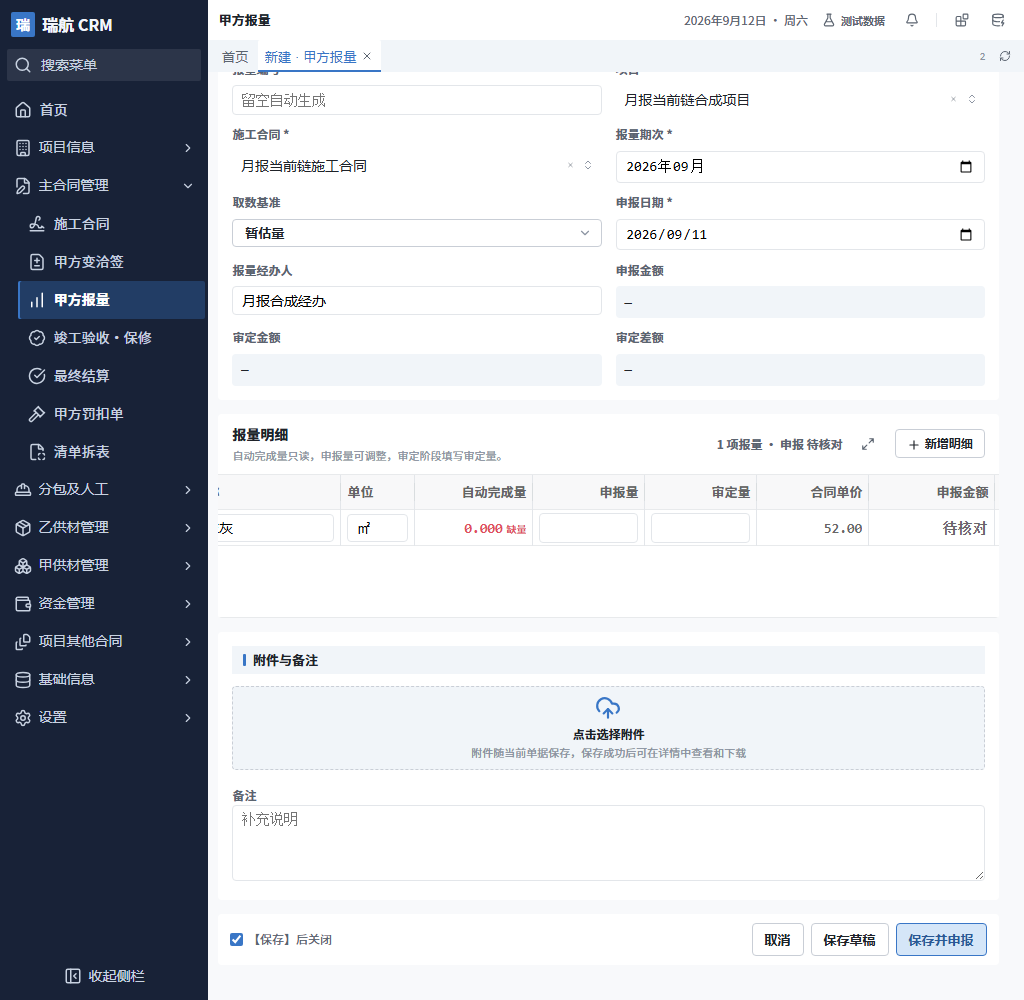 瑞 瑞航 CRM
搜索菜单
首页
项目信息
主合同管理
施工合同
甲方变洽签
甲方报量
竣工验收・保修
最终结算
甲方罚扣单
清单拆表
分包及人工
乙供材管理
甲供材管理
资金管理
项目其他合同
基础信息
设置
收起侧栏
甲方报量
2026年9月12日 · 周六 测试数据
首页 新建 · 甲方报量 × 2
留空自动生成
月报当前链合成项目 ×
施工合同 *
月报当前链施工合同 ×
报量期次 *
2026年09月
取数基准
暂估量
申报日期 *
2026/09/11
报量经办人
月报合成经办
申报金额
—
审定金额
—
审定差额
—
报量明细
自动完成量只读，申报量可调整，审定阶段填写审定量。
1 项报量 · 申报 待核对
+ 新增明细
单位 自动完成量 申报量 审定量 合同单价 申报金额
灰 ㎡ 0.000 缺量 52.00 待核对
附件与备注
点击选择附件
附件随当前单据保存，保存成功后可在详情中查看和下载
备注
补充说明
【保存】后关闭
取消 保存草稿 保存并申报